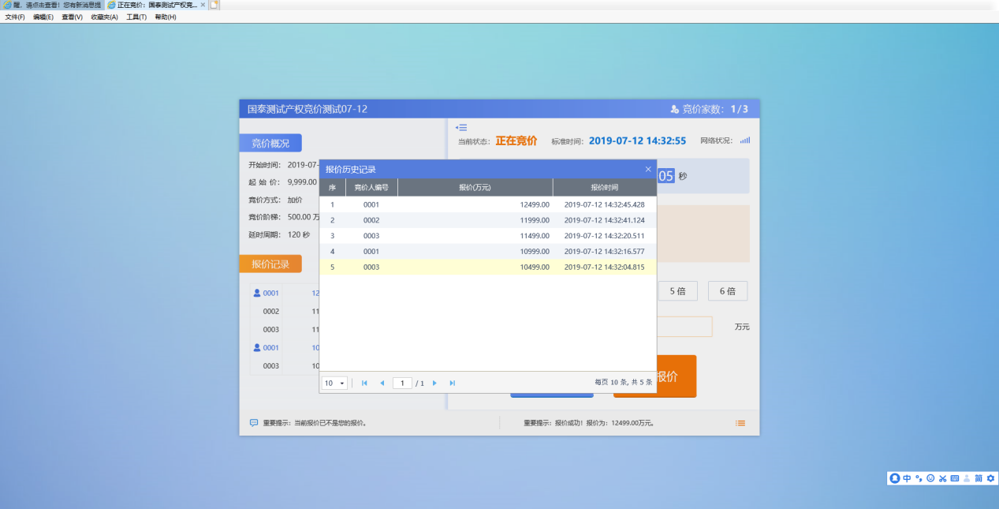 醒，请点击查看！您有新消息提
正在竞价：国泰测试产权竞...
文件(F) 编辑(E) 查看(V) 收藏夹(A) 工具(T) 帮助(H)
国泰测试产权竞价测试07-12
竞价家数： 1/3
竞价概况
当前状态： 正在竞价 标准时间： 2019-07-12 14:32:55 网络状况：
开始时间： 2019-07-
起 始 价： 9,999.00
竞价方式： 加价
竞价阶梯： 500.00 万
延时周期： 120 秒
05 秒
报价历史记录
序 竞价人编号 报价(万元) 报价时间
1 0001 12499.00 2019-07-12 14:32:45.428
2 0002 11999.00 2019-07-12 14:32:41.124
3 0003 11499.00 2019-07-12 14:32:20.511
4 0001 10999.00 2019-07-12 14:32:16.577
5 0003 10499.00 2019-07-12 14:32:04.815
10 1 / 1 每页 10 条, 共 5 条
报价记录
0001 12
0002 11
0003 11
0001 10
0003 10
5 倍 6 倍
万元
报价
重要提示：当前报价已不是您的报价。
重要提示：报价成功！报价为：12499.00万元。
中 简